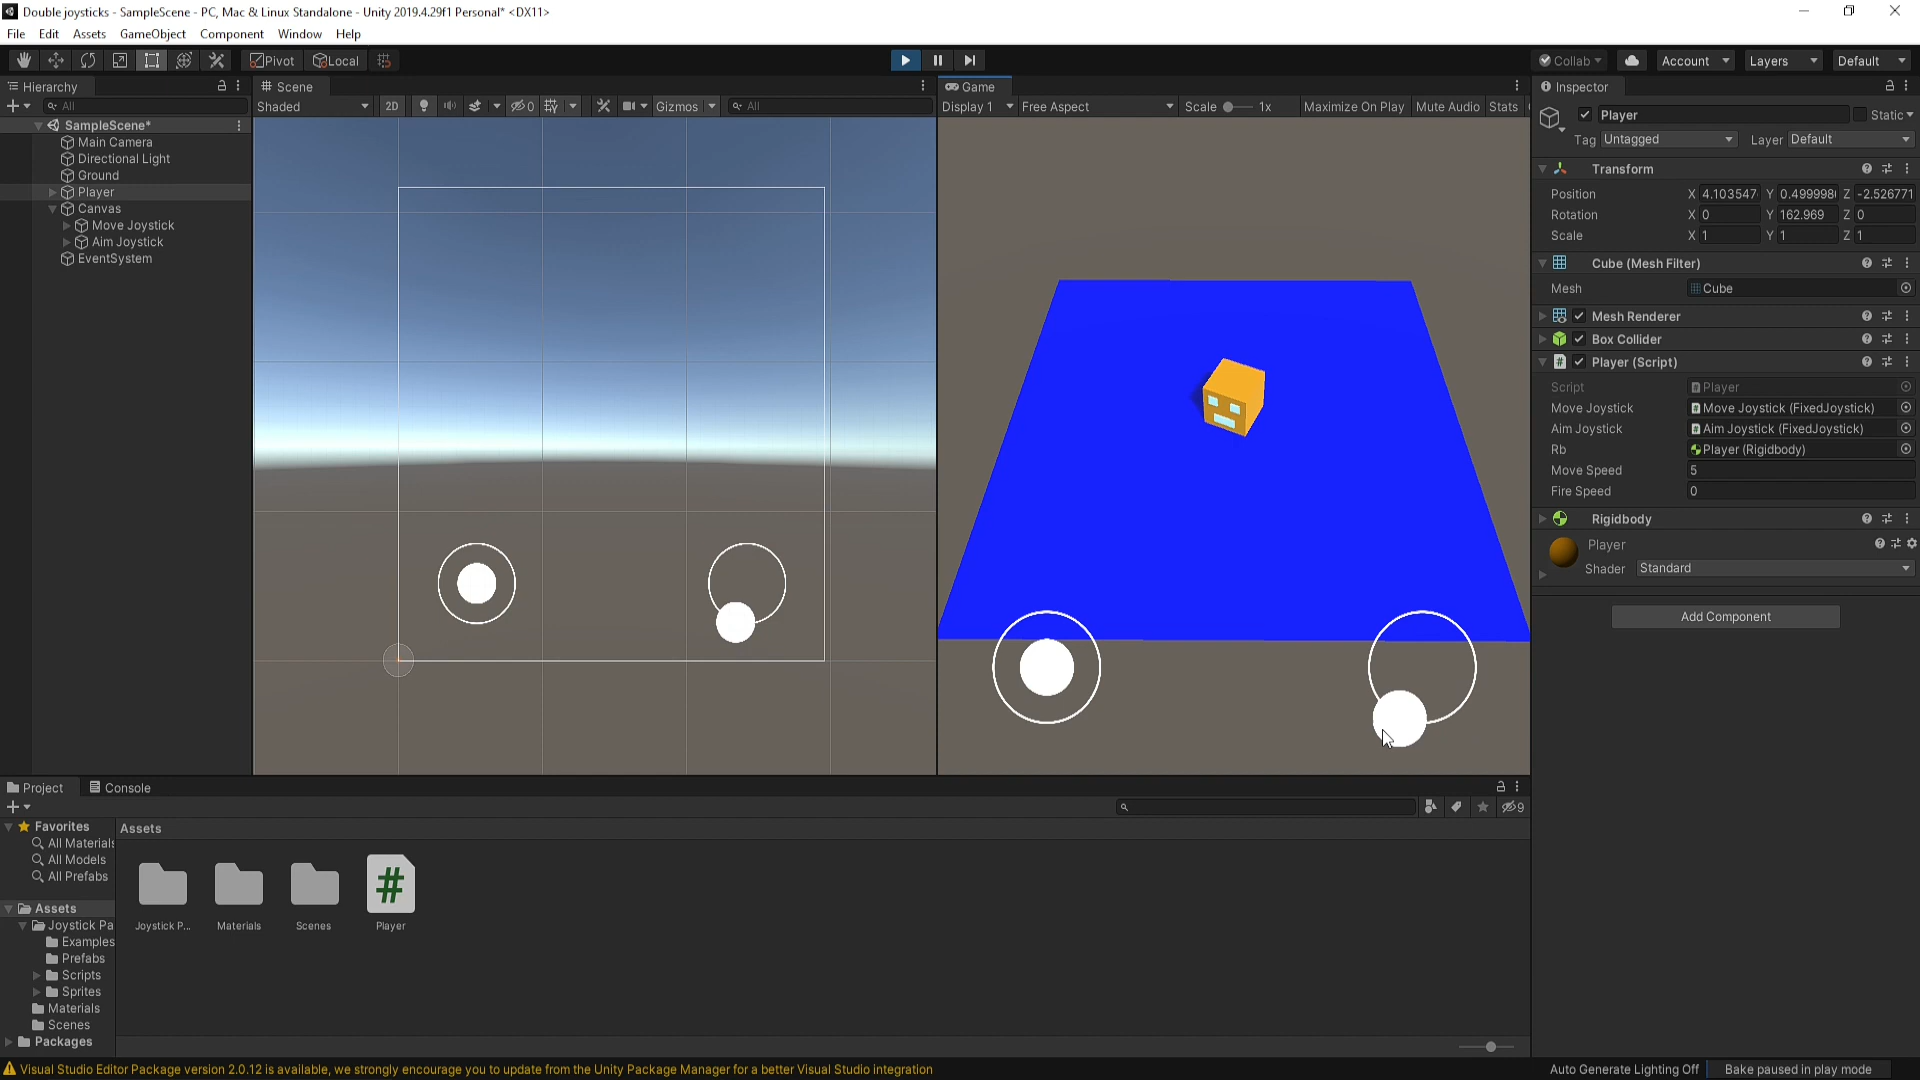 Double joysticks - SampleScene - PC, Mac & Linux Standalone - Unity 2019.4.29f1 Personal* <DX11>
File Edit Assets GameObject Component Window Help
Pivot Local Collab Account Layers Default
Hierarchy
All
SampleScene*
Main Camera
Directional Light
Ground
Player
Canvas
Move Joystick
Aim Joystick
EventSystem
Scene
Shaded 2D 0 Gizmos All
Game
Display 1 Free Aspect Scale 1x Maximize On Play Mute Audio Stats
Inspector
Player Static
Tag Untagged Layer Default
Transform
Position X 4.103547 Y 0.499998 Z -2.526771
Rotation X 0 Y 162.969 Z 0
Scale X 1 Y 1 Z 1
Cube (Mesh Filter)
Mesh Cube
Mesh Renderer
Box Collider
Player (Script)
Script Player
Move Joystick Move Joystick (FixedJoystick)
Aim Joystick Aim Joystick (FixedJoystick)
Rb Player (Rigidbody)
Move Speed 5
Fire Speed 0
Rigidbody
Player
Shader Standard
Add Component
Project Console
9
Favorites
All Materials
All Models
All Prefabs
Assets
Joystick Pa
Examples
Prefabs
Scripts
Sprites
Materials
Scenes
Packages
Assets
Joystick P... Materials Scenes Player
Visual Studio Editor Package version 2.0.12 is available, we strongly encourage you to update from the Unity Package Manager for a better Visual Studio integration
Auto Generate Lighting Off Bake paused in play mode